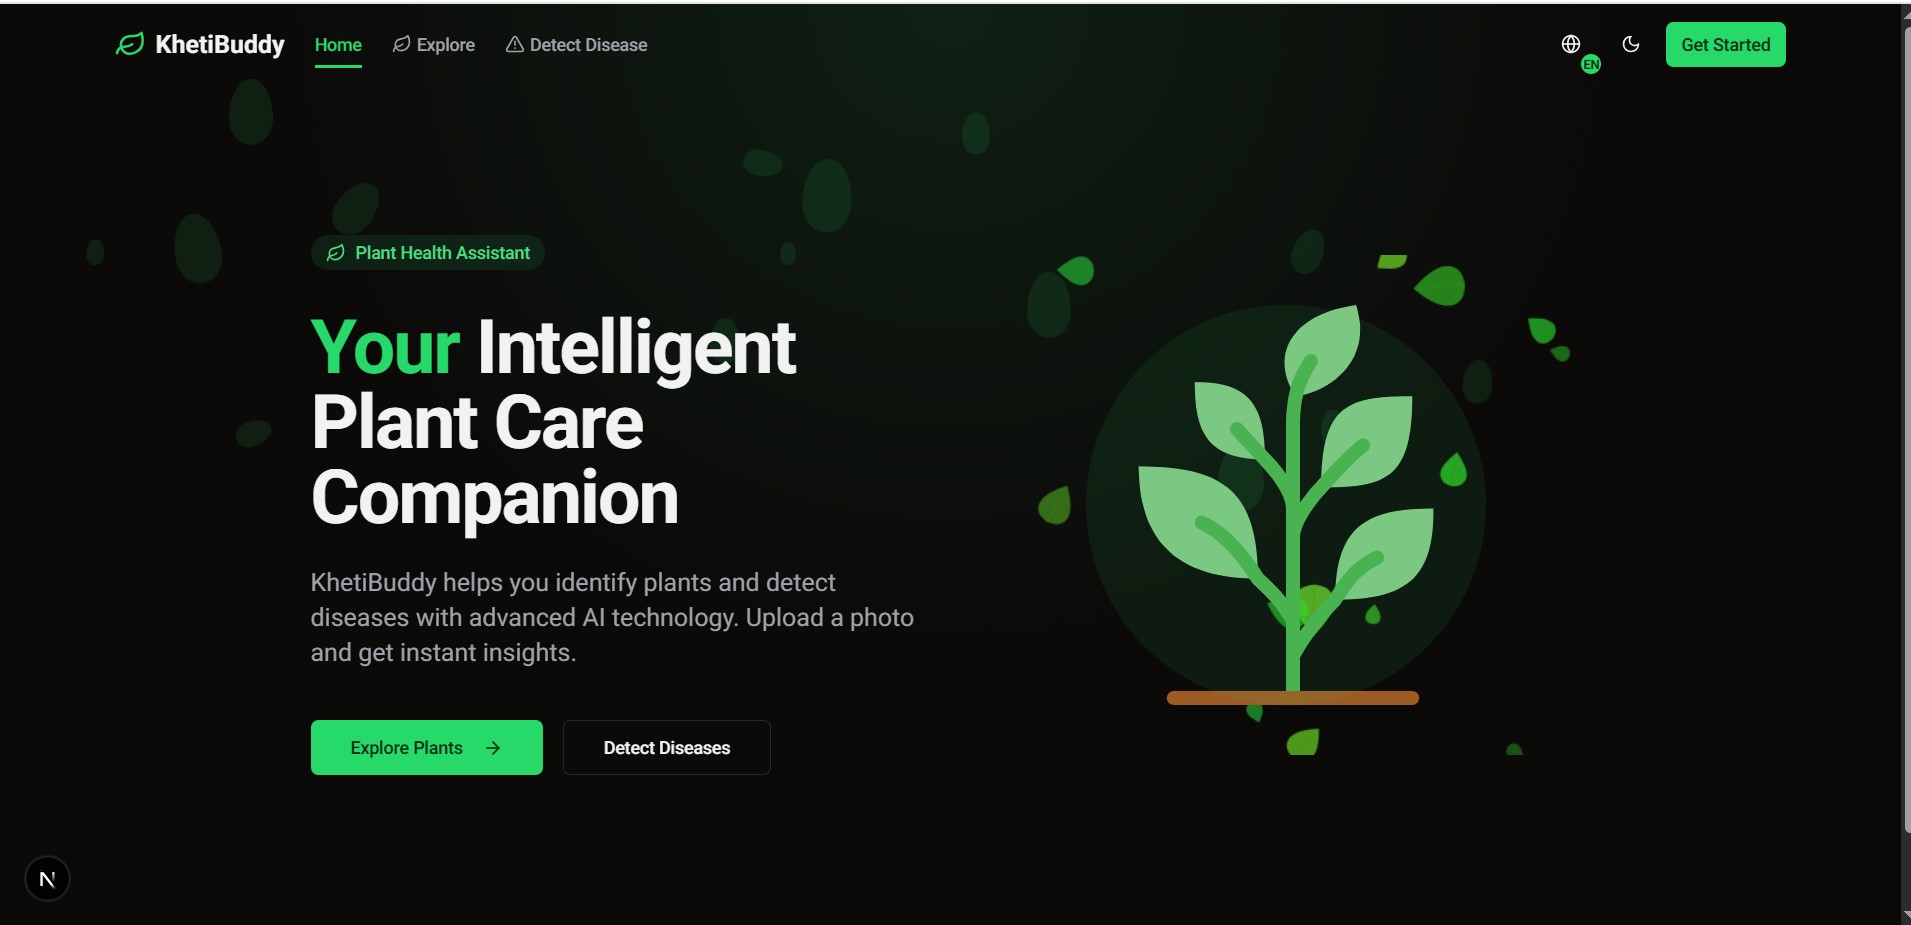 KhetiBuddy
Home
Explore
Detect Disease
EN
Get Started
Plant Health Assistant
Your Intelligent
Plant Care
Companion
KhetiBuddy helps you identify plants and detect
diseases with advanced AI technology. Upload a photo
and get instant insights.
Explore Plants
Detect Diseases
N